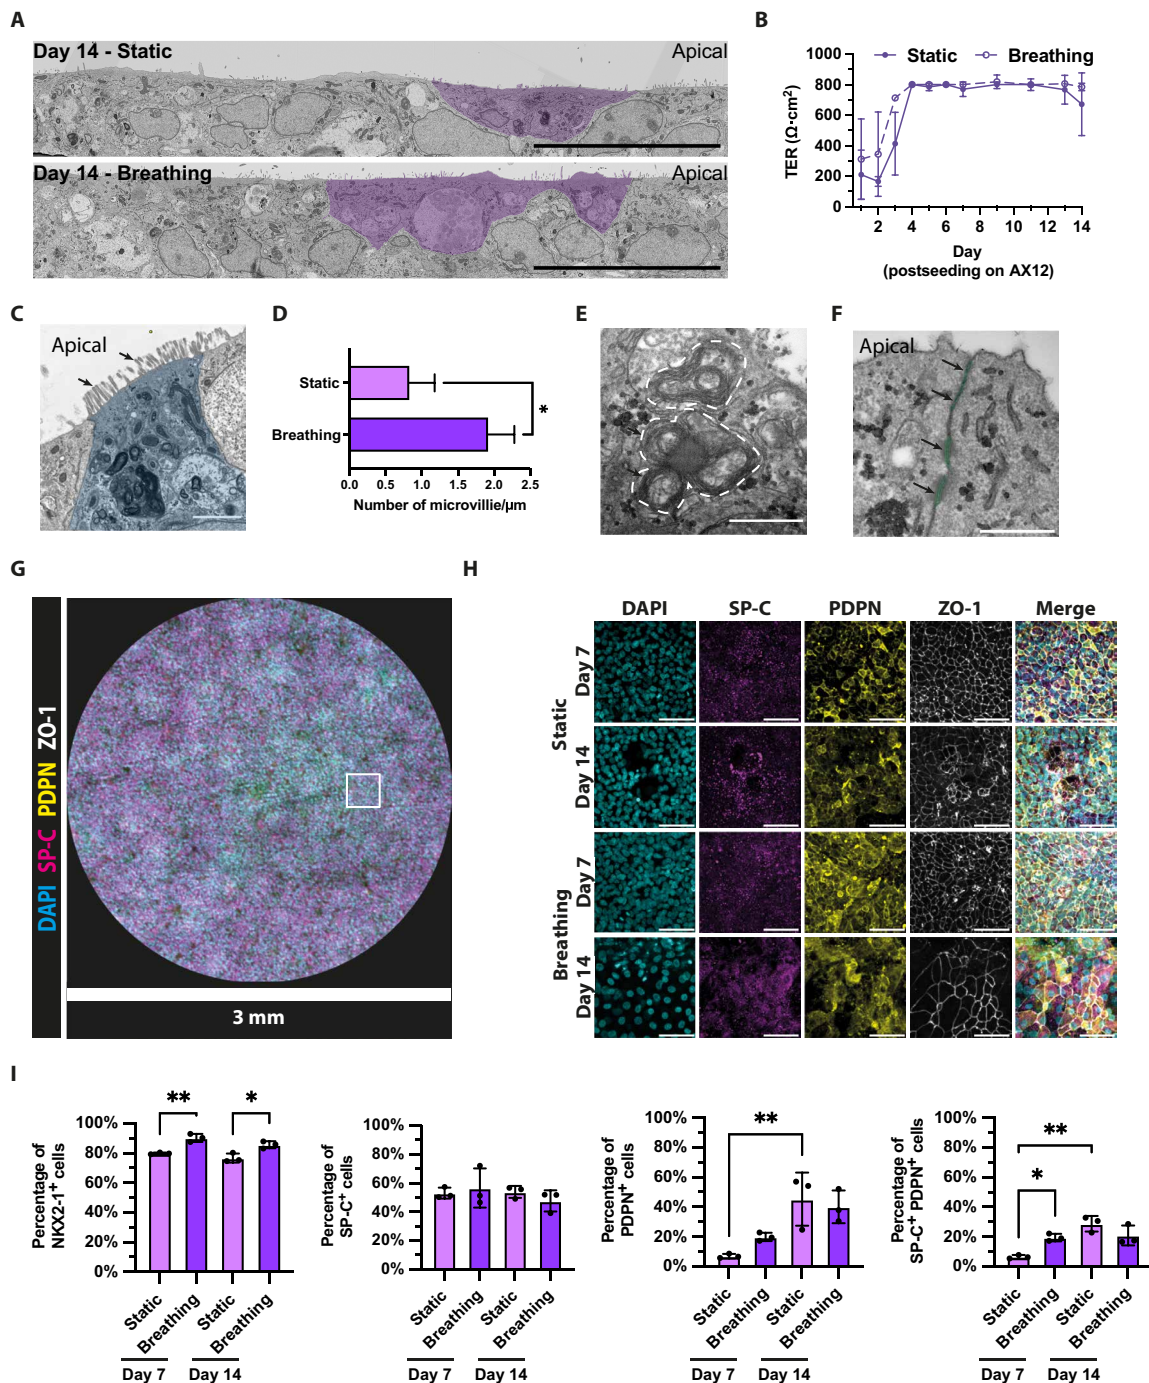 A
Day 14 - Static
Apical
Day 14 - Breathing
Apical
B
Static
Breathing
1000
800
600
400
200
0
TER (Ω·cm2)
2
4
6
8
10
12
14
Day
(postseeding on AX12)
C
Apical
D
Static
Breathing
*
0.0
0.5
1.0
1.5
2.0
2.5
Number of microvillie/µm
E
F
Apical
G
DAPI SP-C PDPN ZO-1
3 mm
H
DAPI
SP-C
PDPN
ZO-1
Merge
Static
Day 7
Day 14
Breathing
Day 7
Day 14
I
Percentage of
NKX2-1+ cells
100%
80%
60%
40%
20%
0%
**
*
Static
Breathing
Static
Breathing
Day 7
Day 14
Percentage of
SP-C+ cells
100%
80%
60%
40%
20%
0%
Static
Breathing
Static
Breathing
Day 7
Day 14
Percentage of
PDPN+ cells
100%
80%
60%
40%
20%
0%
**
Static
Breathing
Static
Breathing
Day 7
Day 14
Percentage of
SP-C+ PDPN+ cells
100%
80%
60%
40%
20%
0%
*
**
Static
Breathing
Static
Breathing
Day 7
Day 14